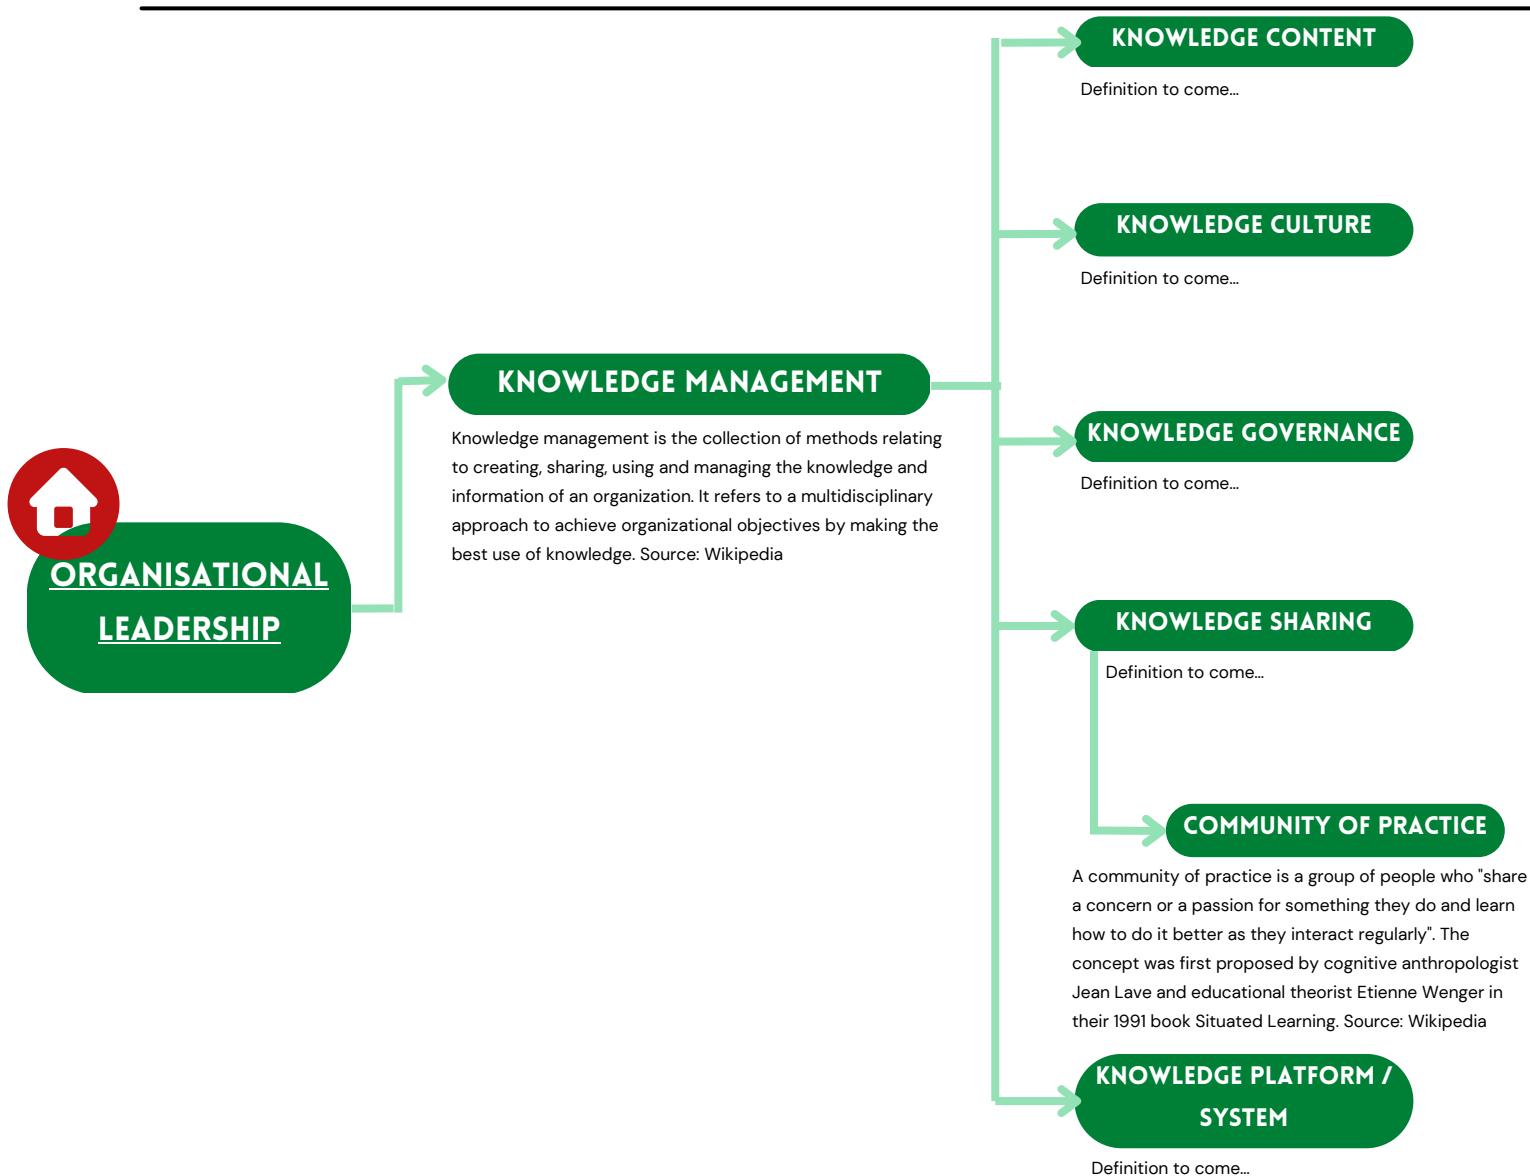 ORGANISATIONAL
LEADERSHIP
KNOWLEDGE MANAGEMENT
Knowledge management is the collection of methods relating
to creating, sharing, using and managing the knowledge and
information of an organization. It refers to a multidisciplinary
approach to achieve organizational objectives by making the
best use of knowledge. Source: Wikipedia
KNOWLEDGE CONTENT
Definition to come...
KNOWLEDGE CULTURE
Definition to come...
KNOWLEDGE GOVERNANCE
Definition to come...
KNOWLEDGE SHARING
Definition to come...
COMMUNITY OF PRACTICE
A community of practice is a group of people who "share
a concern or a passion for something they do and learn
how to do it better as they interact regularly". The
concept was first proposed by cognitive anthropologist
Jean Lave and educational theorist Etienne Wenger in
their 1991 book Situated Learning. Source: Wikipedia
KNOWLEDGE PLATFORM /
SYSTEM
Definition to come...